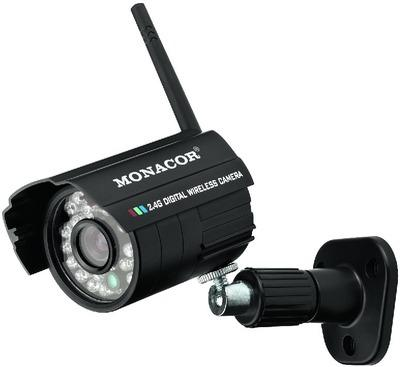 MONACOR®
2.4G DIGITAL WIRELESS CAMERA